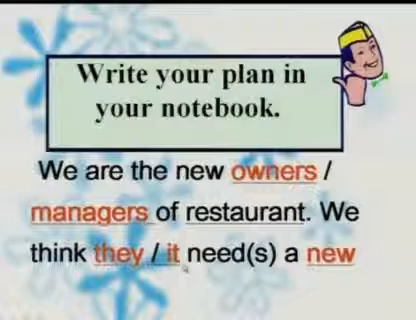 Write your plan in
your notebook.
We are the new owners /
managers of restaurant. We
think they / it need(s) a new